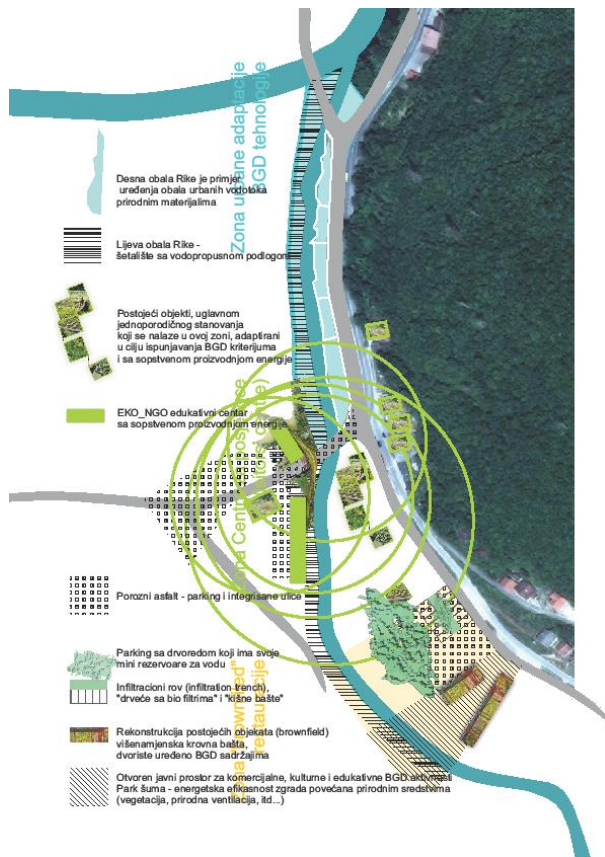 Zona urbane adaptacije
BGD tehnologije
Desna obala Rike je primjer
uređenja obala urbanih vodotoka
prirodnim materijalima
Lijeva obala Rike -
šetalište sa vodopropusnom podlogom
Postojeći objekti, uglavnom
jednoporodičnog stanovanja
koji se nalaze u ovoj zoni, adaptirani
u cilju ispunjavanja BGD kriterijuma
i sa sopstvenom proizvodnjom energije
EKO_NGO edukativni centar
sa sopstvenom proizvodnjom energije
Zona
Porozni asfalt - parking i integrisane ulice
Parking sa drvoredom koji ima svoje
mini rezervoare za vodu
Infiltracioni rov (infiltration trench),
"drveće sa bio filtrima" i "kišne bašte"
restauracije
Rekonstrukcija postojećih objekata (brownfield)
višenamjenska krovna bašta,
dvoriste uređeno BGD sadržajima
Otvoren javni prostor za komercijalne, kulturne i edukativne BGD aktivnosti
Park šuma - energetska efikasnost zgrada povećana prirodnim sredstvima
(vegetacija, prirodna ventilacija, itd...)